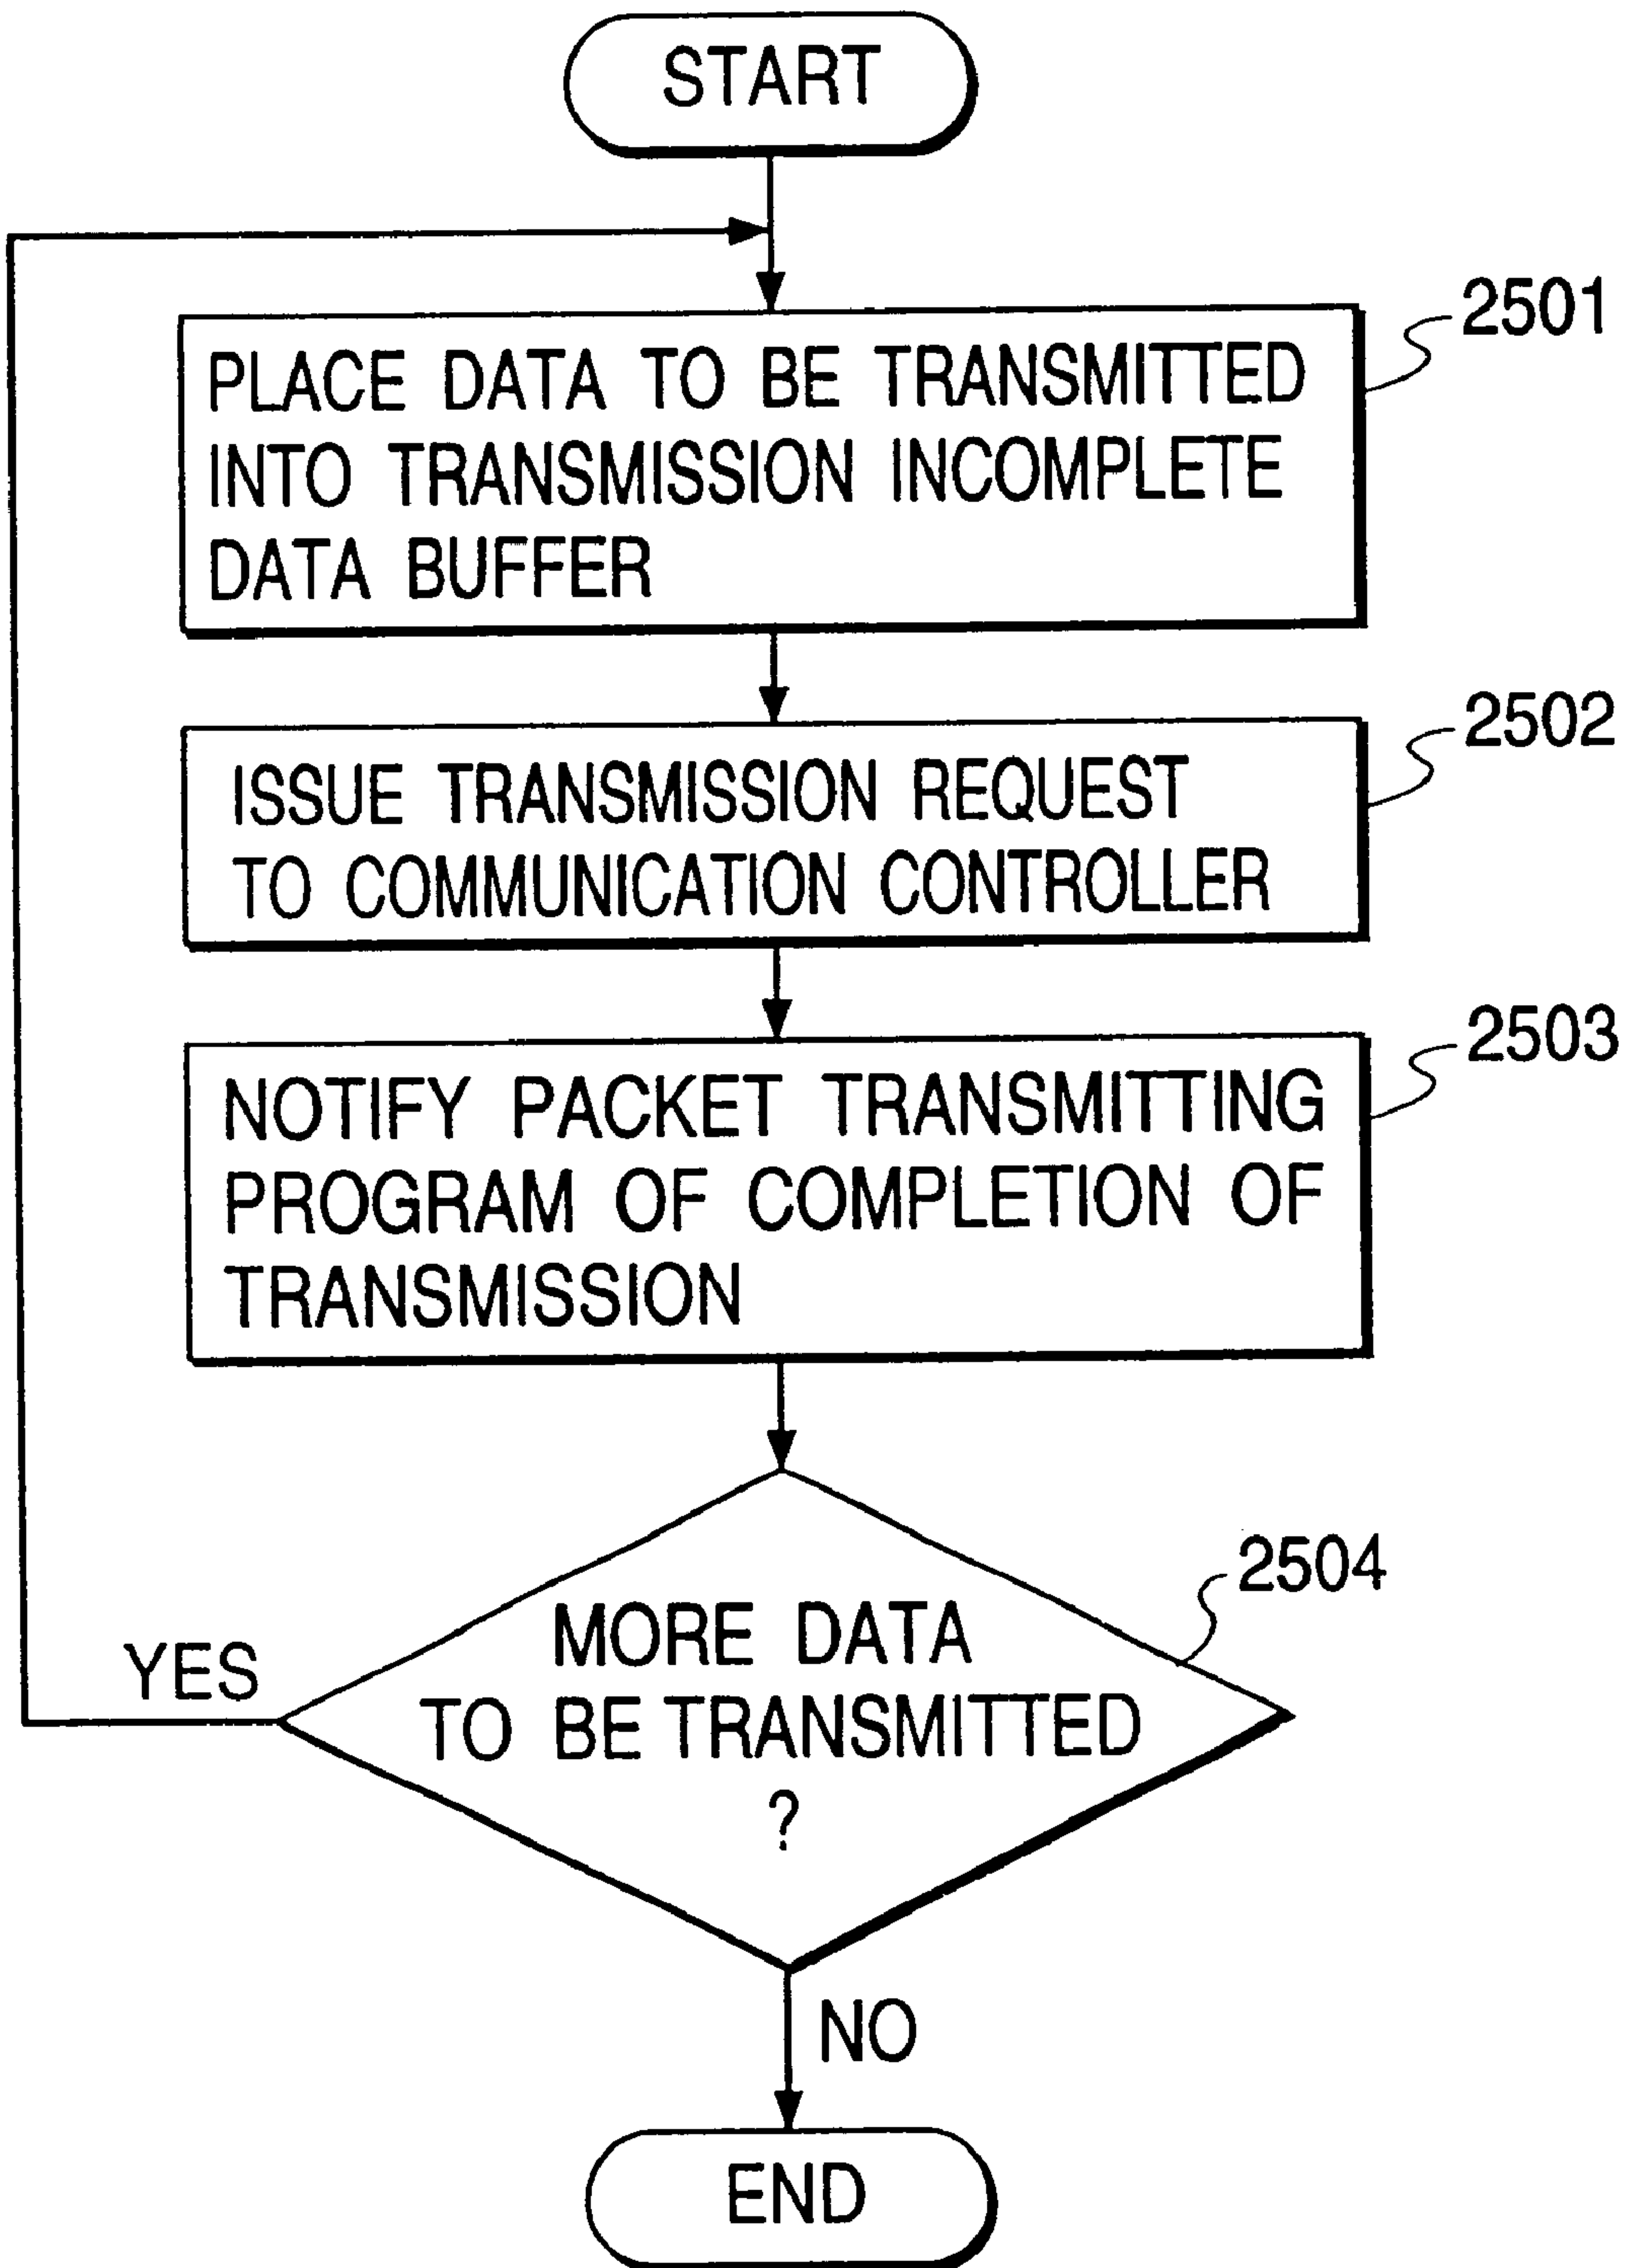 START
2501
PLACE DATA TO BE TRANSMITTED
INTO TRANSMISSION INCOMPLETE
DATA BUFFER
2502
ISSUE TRANSMISSION REQUEST
TO COMMUNICATION CONTROLLER
2503
NOTIFY PACKET TRANSMITTING
PROGRAM OF COMPLETION OF
TRANSMISSION
2504
MORE DATA
TO BE TRANSMITTED
?
YES
NO
END